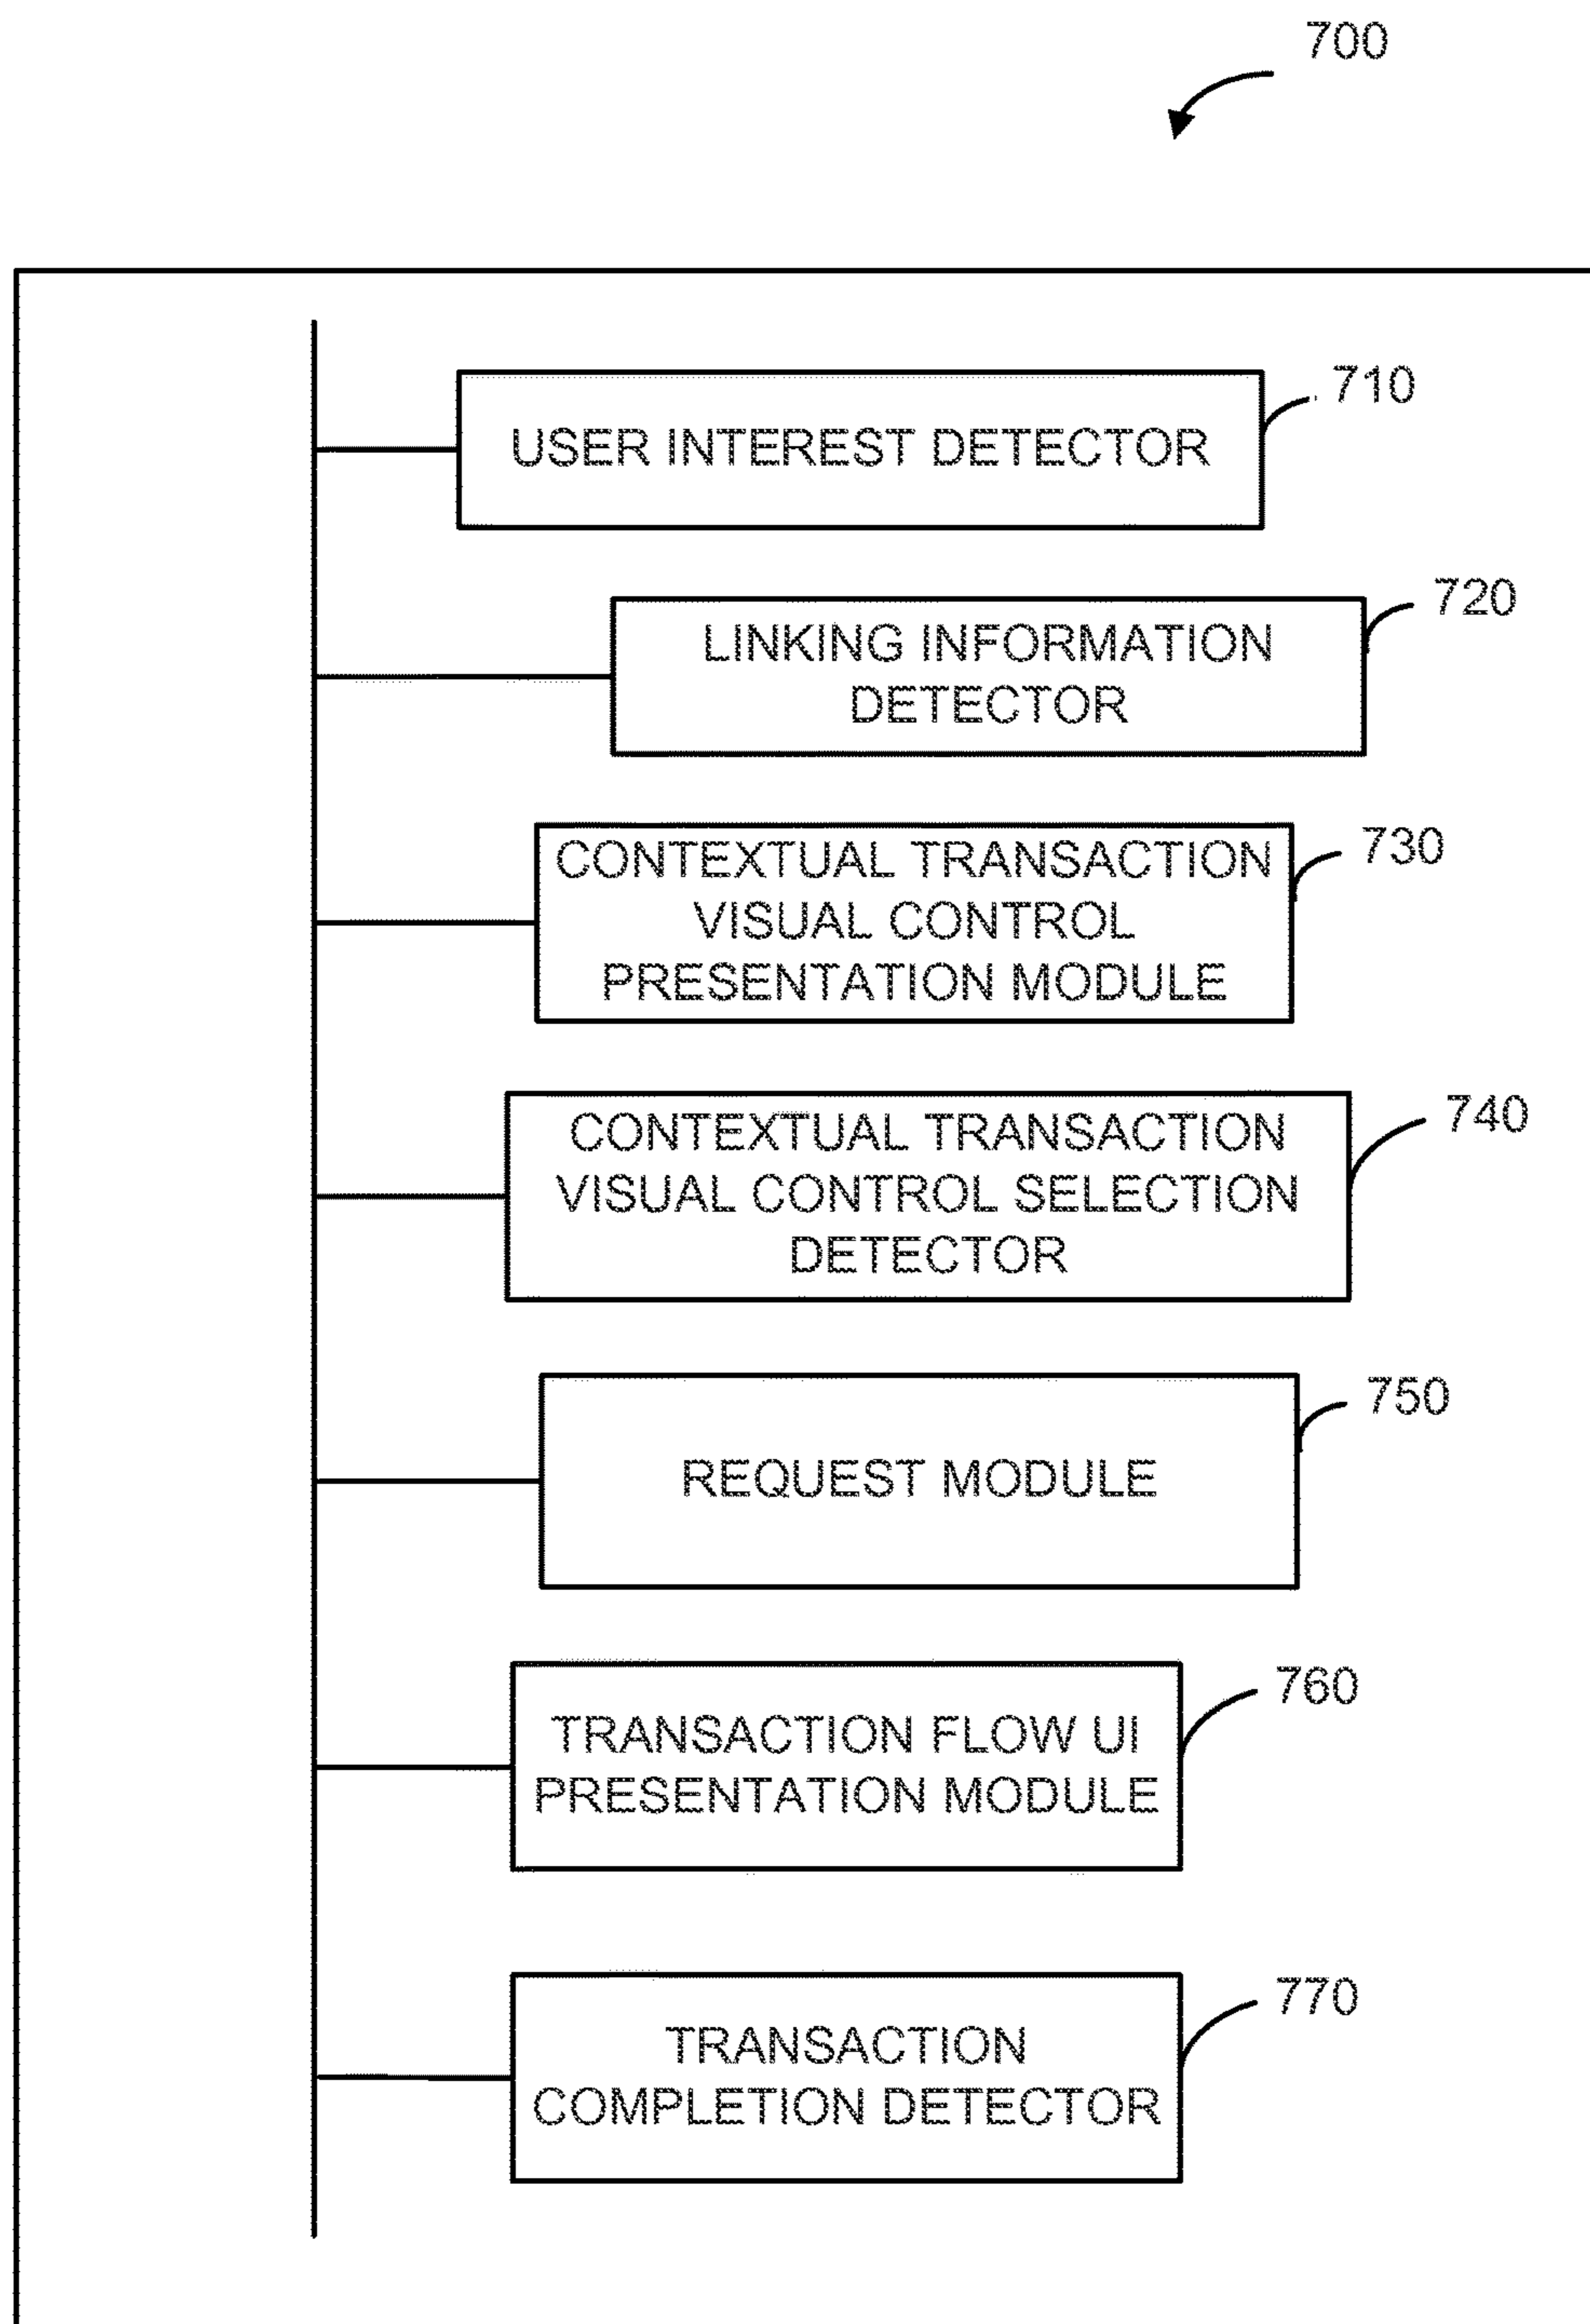 700
USER INTEREST DETECTOR
710
LINKING INFORMATION
DETECTOR
720
CONTEXTUAL TRANSACTION
VISUAL CONTROL
PRESENTATION MODULE
730
CONTEXTUAL TRANSACTION
VISUAL CONTROL SELECTION
DETECTOR
740
REQUEST MODULE
750
TRANSACTION FLOW UI
PRESENTATION MODULE
760
TRANSACTION
COMPLETION DETECTOR
770